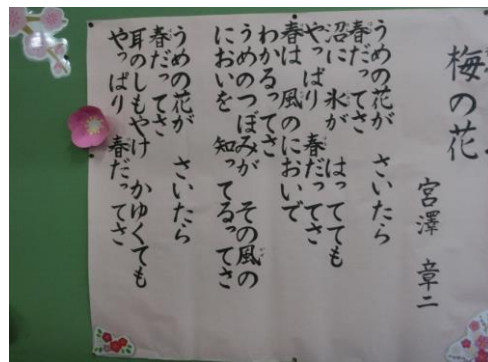 梅の花
宮澤 章二
うめの花が さいたら
春だってさ
沼に 氷が はってても
やっぱり 春だってさ
春は 風のにおいで
わかるってさ
うめのつぼみが その風の
においを 知ってるってさ
うめの花が さいたら
春だってさ
耳のしもやけ かゆくても
やっぱり 春だってさ